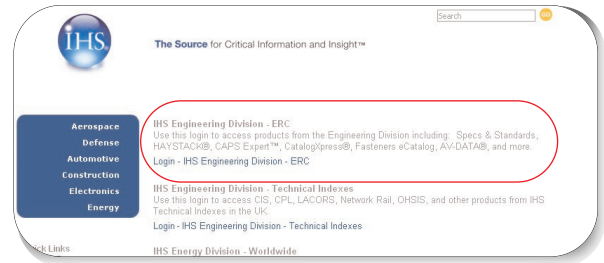 Search
GO
IHS
The Source for Critical Information and Insight™
Aerospace
Defense
Automotive
Construction
Electronics
Energy
IHS Engineering Division - ERC
Use this login to access products from the Engineering Division including: Specs & Standards,
HAYSTACK®, CAPS Expert™, CatalogXpress®, Fasteners eCatalog, AV-DATA®, and more.
Login - IHS Engineering Division - ERC
IHS Engineering Division - Technical Indexes
Use this login to access CIS, CPL, LACORS, Network Rail, OHSIS, and other products from IHS
Technical Indexes in the UK.
Login - IHS Engineering Division - Technical Indexes
Links
IHS Energy Division - Worldwide